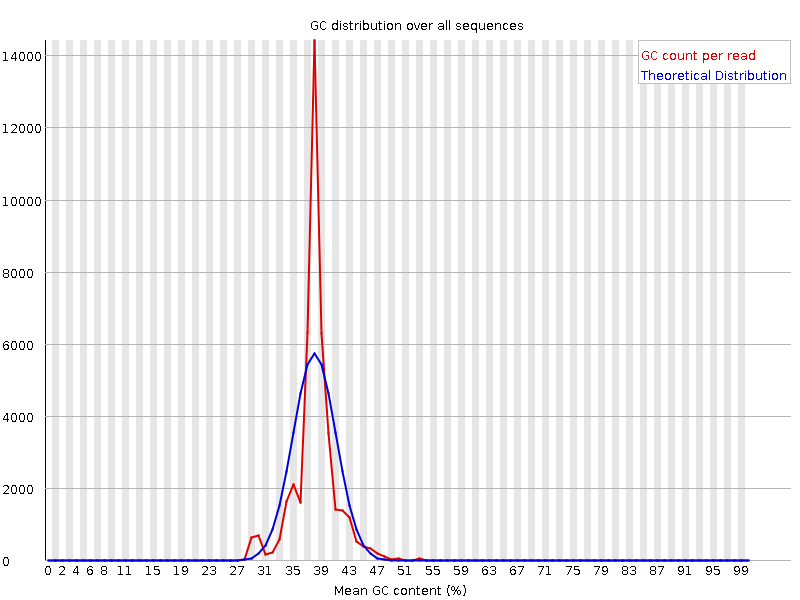 GC distribution over all sequences
GC count per read
Theoretical Distribution
14000
12000
10000
8000
6000
4000
2000
0
0 2 4 6 8 11 15 19 23 27 31 35 39 43 47 51 55 59 63 67 71 75 79 83 87 91 95 99
Mean GC content (%)